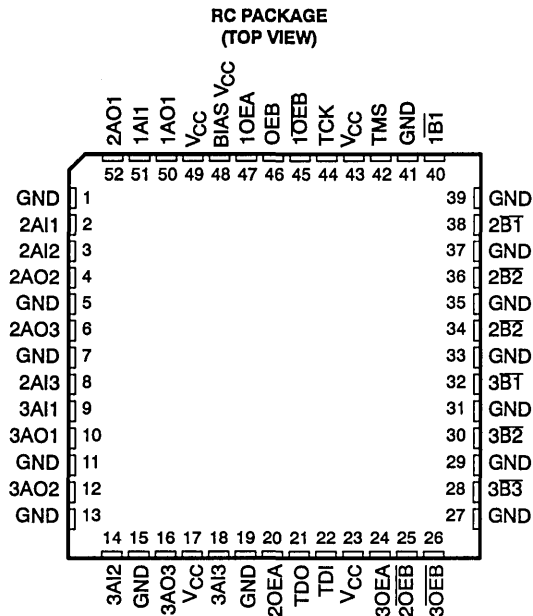 RC PACKAGE
(TOP VIEW)
2AO1
1AI1
1AO1
VCC
BIAS VCC
1OEA
OEB
1OEB
TCK
VCC
TMS
GND
1B1
52 51 50 49 48 47 46 45 44 43 42 41 40
GND 1
2AI1 2
2AI2 3
2AO2 4
GND 5
2AO3 6
GND 7
2AI3 8
3AI1 9
3AO1 10
GND 11
3AO2 12
GND 13
39 GND
38 2B1
37 GND
36 2B2
35 GND
34 2B2
33 GND
32 3B1
31 GND
30 3B2
29 GND
28 3B3
27 GND
14 15 16 17 18 19 20 21 22 23 24 25 26
3AI2
GND
3AO3
VCC
3AI3
GND
2OEA
TDO
TDI
VCC
3OEA
2OEB
3OEB